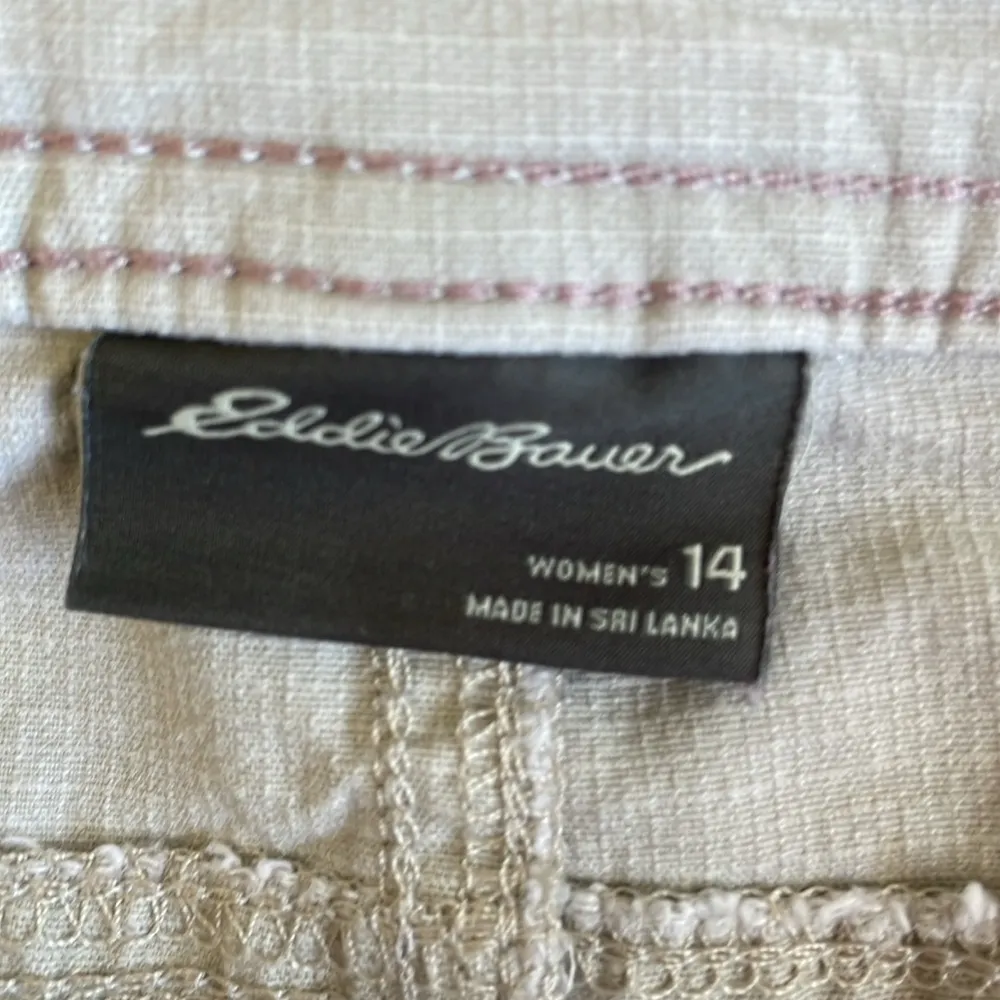 Eddie Bauer
WOMEN'S 14
MADE IN SRI LANKA